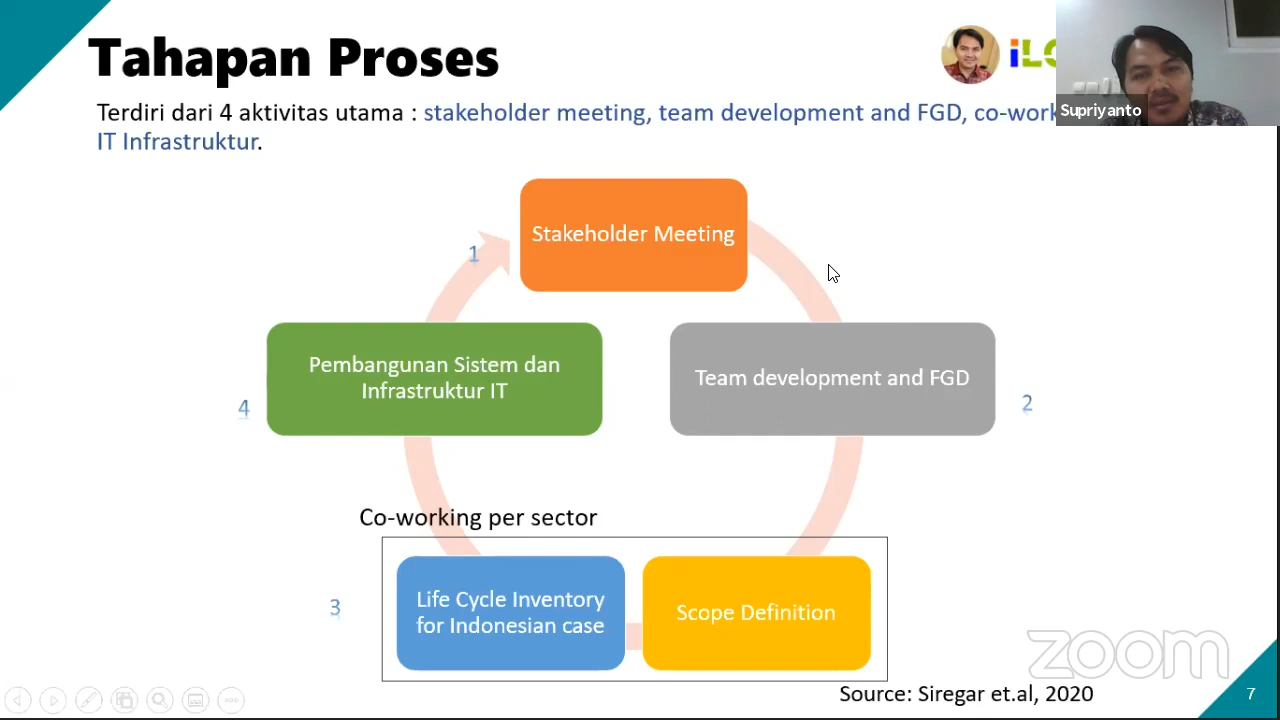 Tahapan Proses
iLC
Supriyanto
Terdiri dari 4 aktivitas utama : stakeholder meeting, team development and FGD, co-work
IT Infrastruktur.
Stakeholder Meeting
1
Pembangunan Sistem dan
Infrastruktur IT
Team development and FGD
4
2
Co-working per sector
Life Cycle Inventory
for Indonesian case
Scope Definition
3
zoom
Source: Siregar et.al, 2020
7